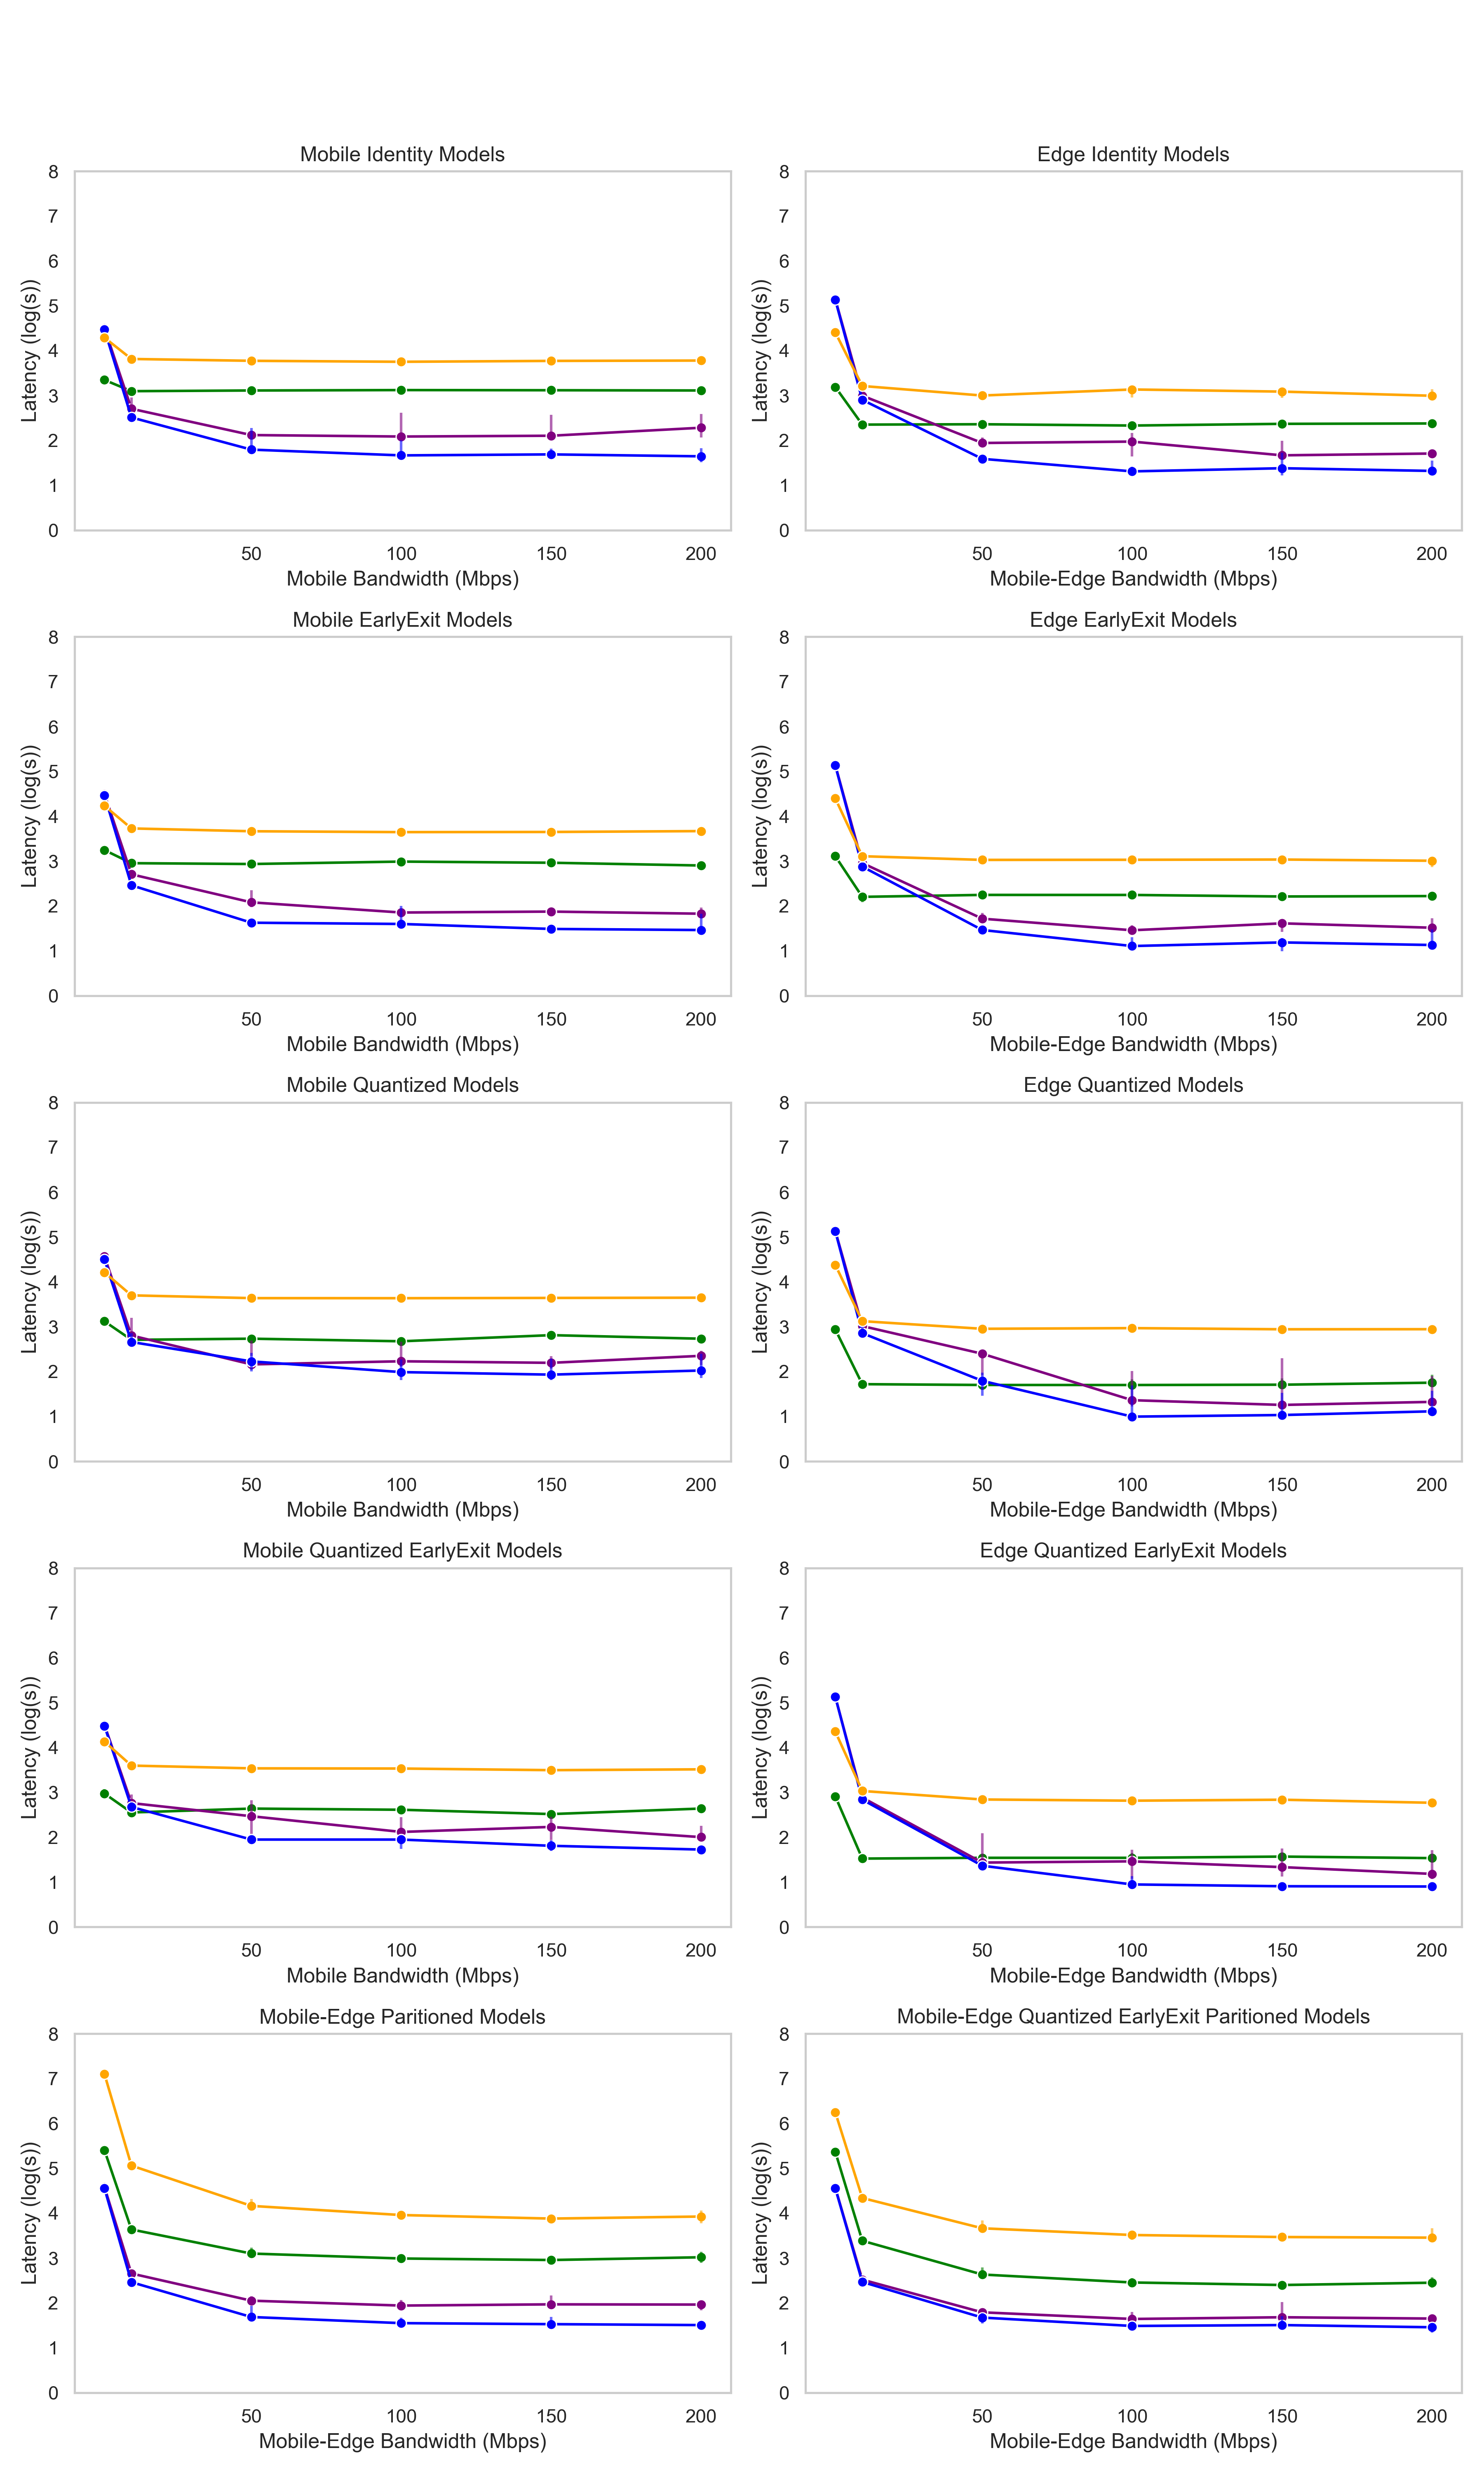 Mobile Identity Models
8
7
6
5
4
3
2
1
0
Latency (log(s))
50 100 150 200
Mobile Bandwidth (Mbps)
Edge Identity Models
8
7
6
5
4
3
2
1
0
Latency (log(s))
50 100 150 200
Mobile-Edge Bandwidth (Mbps)
Mobile EarlyExit Models
8
7
6
5
4
3
2
1
0
Latency (log(s))
50 100 150 200
Mobile Bandwidth (Mbps)
Edge EarlyExit Models
8
7
6
5
4
3
2
1
0
Latency (log(s))
50 100 150 200
Mobile-Edge Bandwidth (Mbps)
Mobile Quantized Models
8
7
6
5
4
3
2
1
0
Latency (log(s))
50 100 150 200
Mobile Bandwidth (Mbps)
Edge Quantized Models
8
7
6
5
4
3
2
1
0
Latency (log(s))
50 100 150 200
Mobile-Edge Bandwidth (Mbps)
Mobile Quantized EarlyExit Models
8
7
6
5
4
3
2
1
0
Latency (log(s))
50 100 150 200
Mobile Bandwidth (Mbps)
Edge Quantized EarlyExit Models
8
7
6
5
4
3
2
1
0
Latency (log(s))
50 100 150 200
Mobile-Edge Bandwidth (Mbps)
Mobile-Edge Paritioned Models
8
7
6
5
4
3
2
1
0
Latency (log(s))
50 100 150 200
Mobile-Edge Bandwidth (Mbps)
Mobile-Edge Quantized EarlyExit Paritioned Models
8
7
6
5
4
3
2
1
0
Latency (log(s))
50 100 150 200
Mobile-Edge Bandwidth (Mbps)